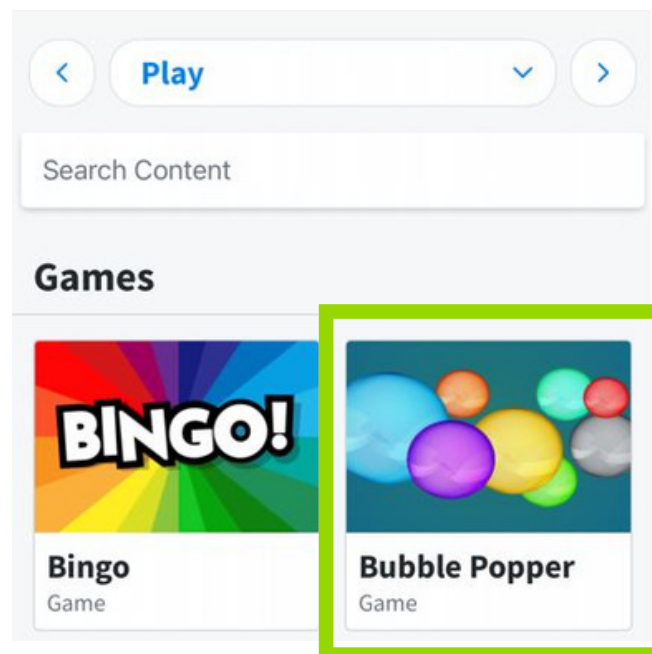 Play
Search Content
Games
BINGO!
Bingo
Game
Bubble Popper
Game